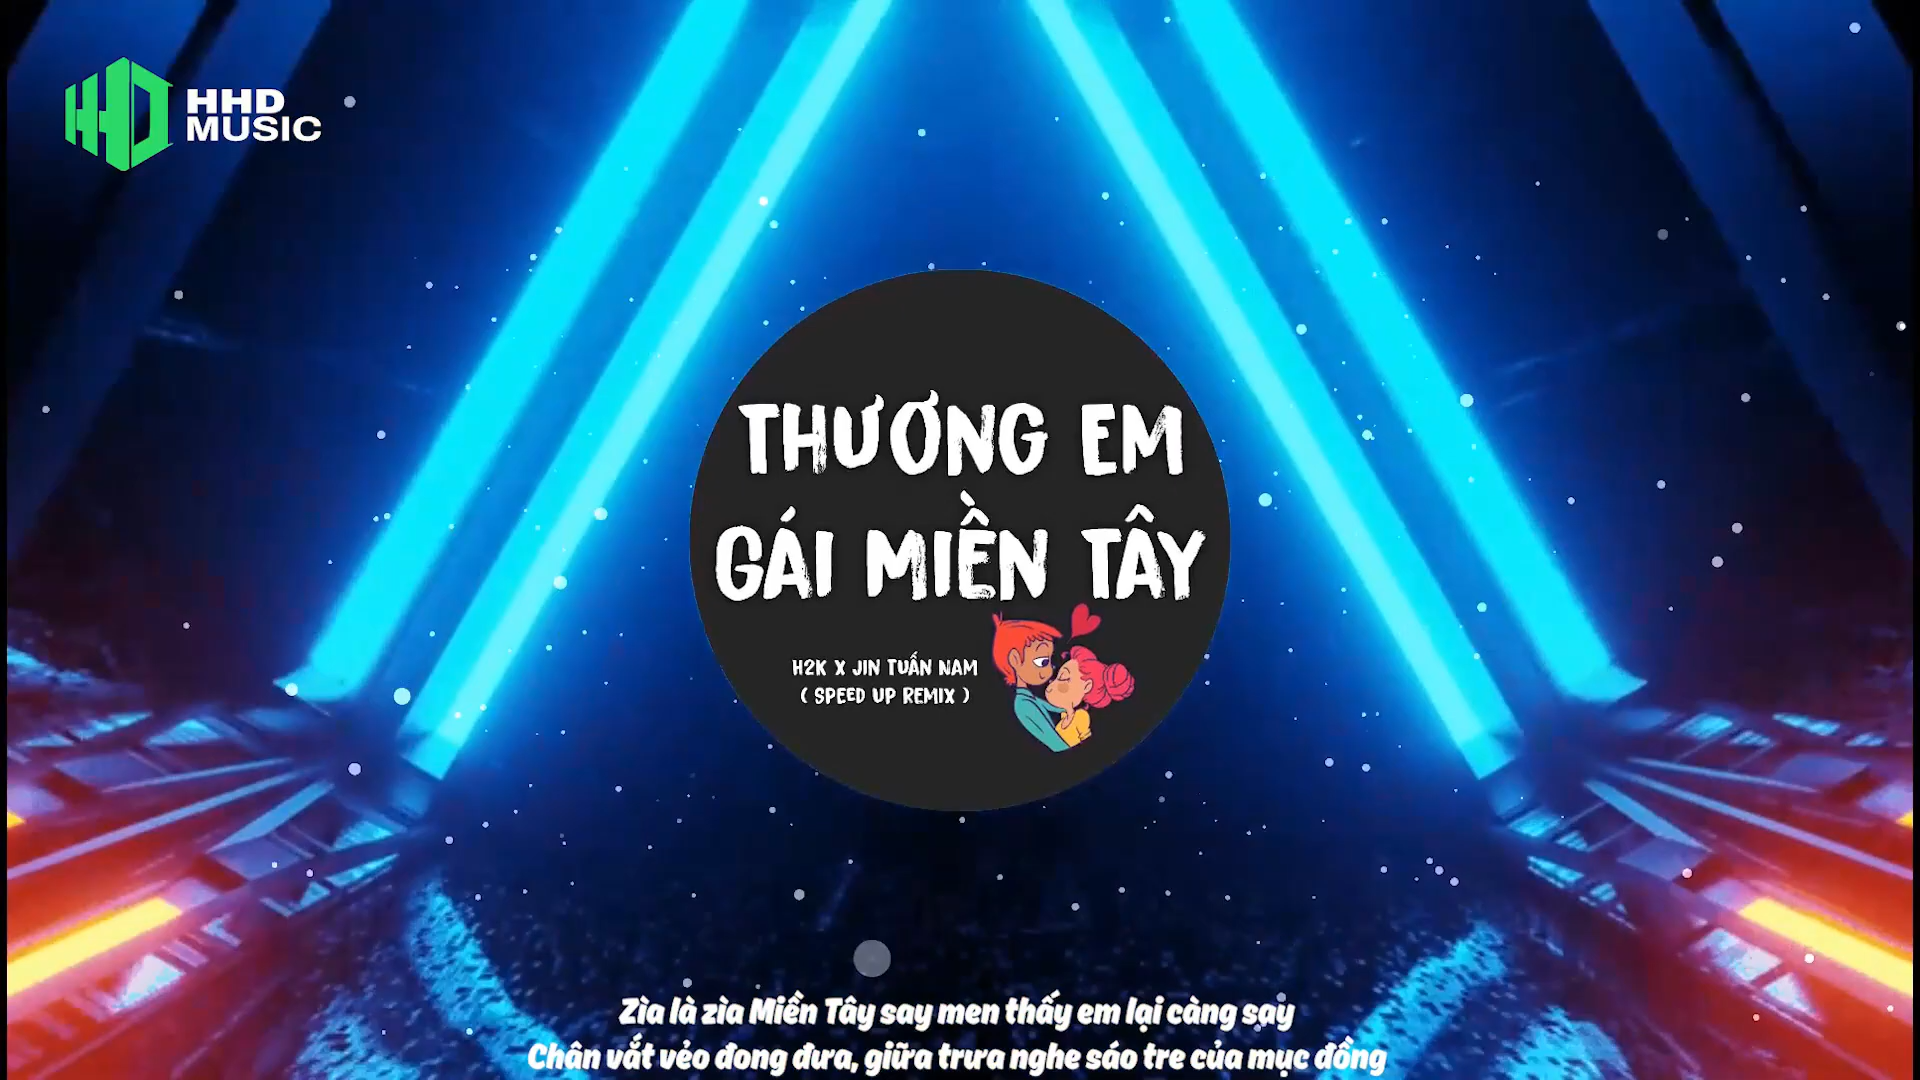 HHD
MUSIC
THƯƠNG EM
GÁI MIỀN TÂY
H2K X JIN TUẤN NAM
( SPEED UP REMIX )
Zìa là zìa Miền Tây say men thấy em lại càng say
Chân vắt vẻo đong đưa, giữa trưa nghe sáo tre của mục đồng